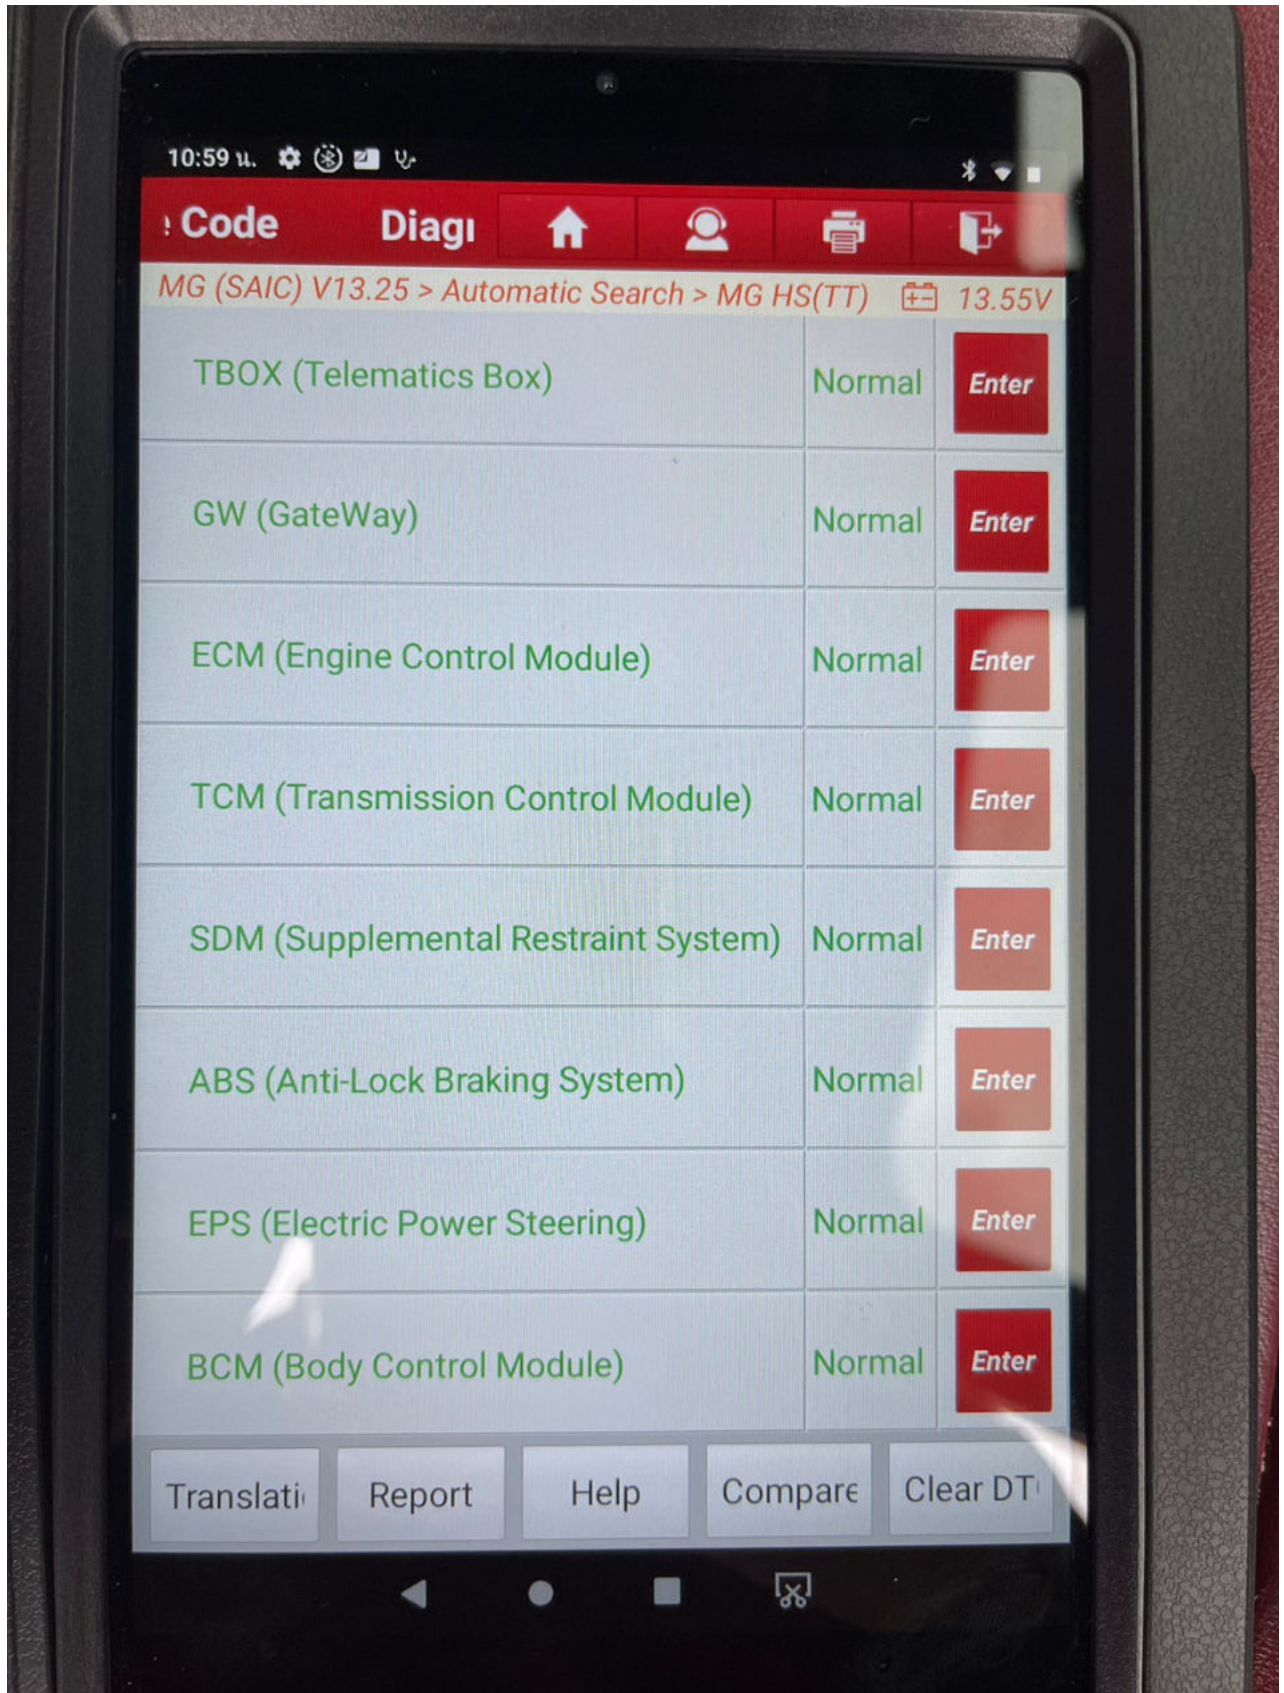 10:59 น.
Code Diagı
MG (SAIC) V13.25 > Automatic Search > MG HS(TT) 13.55V
TBOX (Telematics Box) Normal Enter
GW (GateWay) Normal Enter
ECM (Engine Control Module) Normal Enter
TCM (Transmission Control Module) Normal Enter
SDM (Supplemental Restraint System) Normal Enter
ABS (Anti-Lock Braking System) Normal Enter
EPS (Electric Power Steering) Normal Enter
BCM (Body Control Module) Normal Enter
Translati Report Help Compare Clear DT